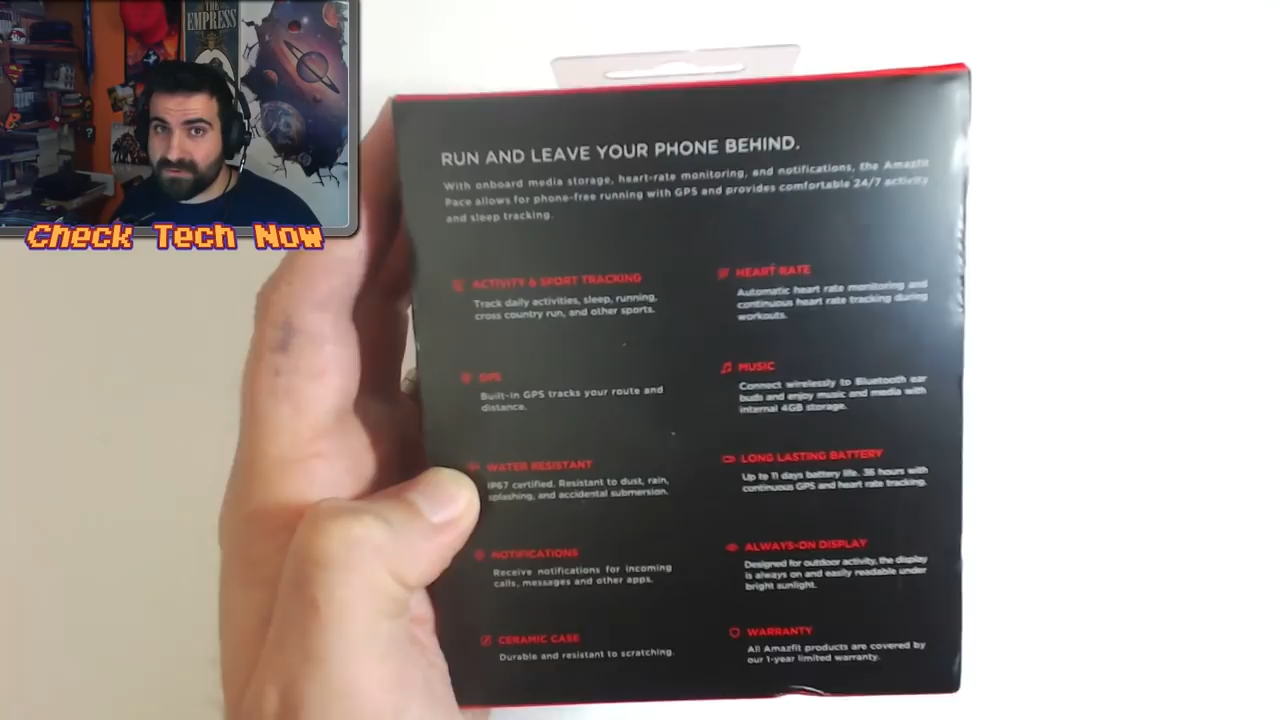 THE
EMPRESS
Check Tech Now
RUN AND LEAVE YOUR PHONE BEHIND.
With onboard media storage, heart-rate monitoring, and notifications, the Amazfit
Pace allows for phone-free running with GPS and provides comfortable 24/7 activity
and sleep tracking.
ACTIVITY & SPORT TRACKING
Track daily activities, sleep, running,
cross country run, and other sports.
GPS
Built-in GPS tracks your route and
distance.
WATER RESISTANT
IP67 certified. Resistant to dust, rain,
splashing, and accidental submersion.
NOTIFICATIONS
Receive notifications for incoming
calls, messages and other apps.
CERAMIC CASE
Durable and resistant to scratching.
HEART RATE
Automatic heart rate monitoring and
continuous heart rate tracking during
workouts.
MUSIC
Connect wirelessly to Bluetooth ear
buds and enjoy music and media with
internal 4GB storage.
LONG LASTING BATTERY
Up to 11 days battery life. 35 hours with
continuous GPS and heart rate tracking.
ALWAYS-ON DISPLAY
Designed for outdoor activity, the display
is always on and easily readable under
bright sunlight.
WARRANTY
All Amazfit products are covered by
our 1-year limited warranty.